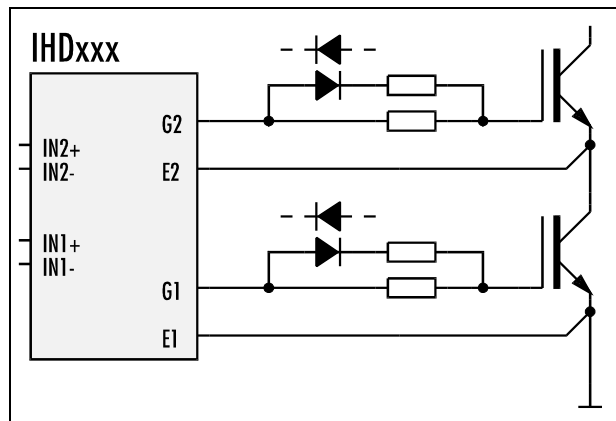 IHDxxx
G2
IN2+
IN2-
E2
IN1+
IN1-
G1
E1